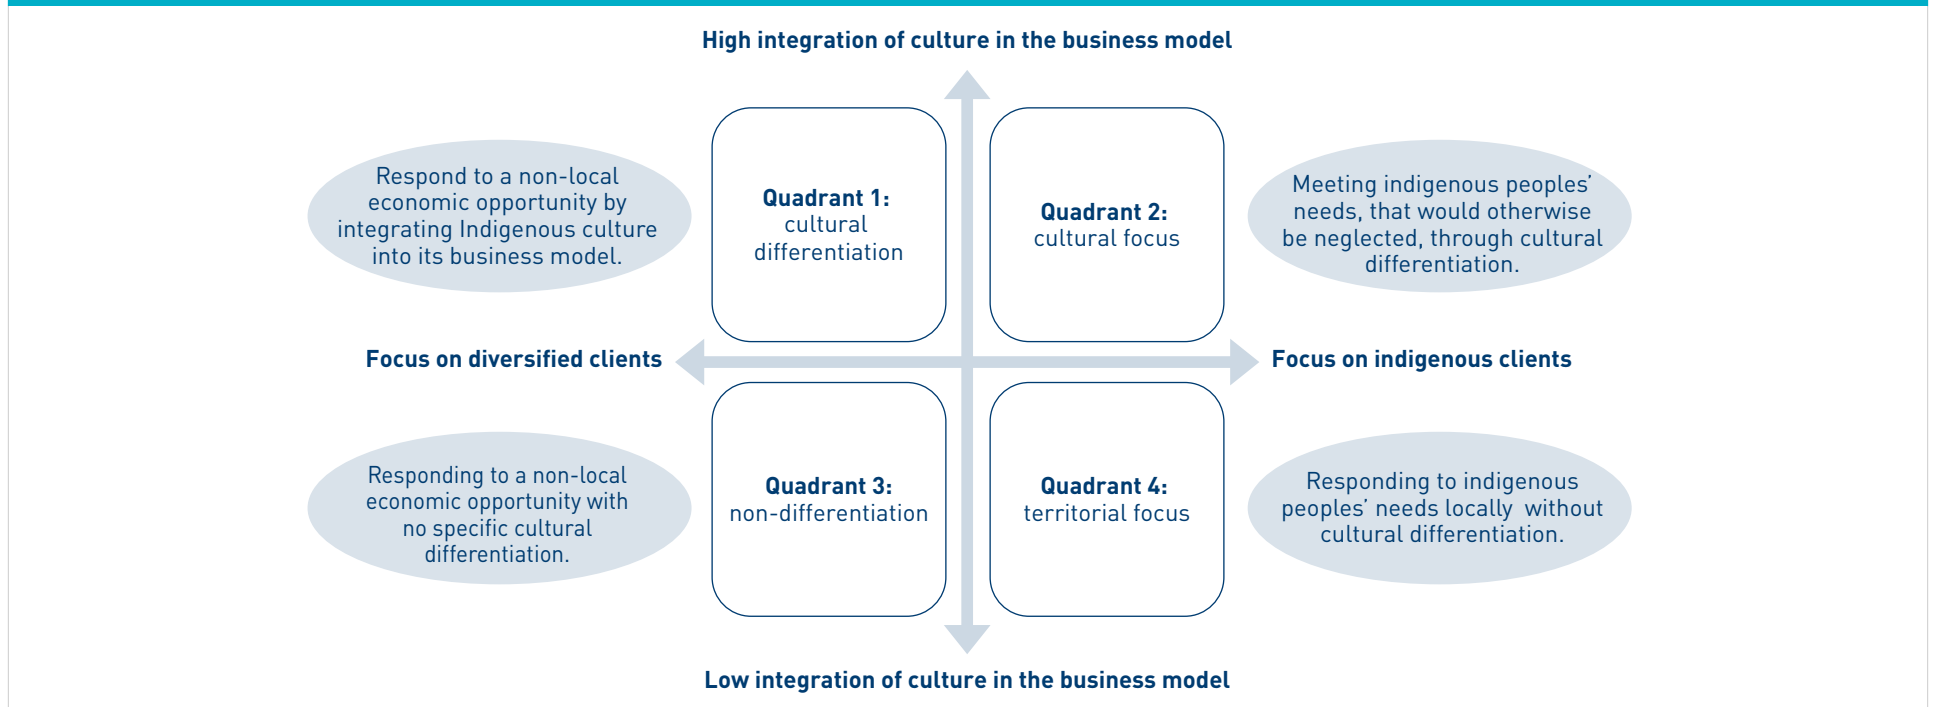 High integration of culture in the business model
Respond to a non-local
economic opportunity by
integrating Indigenous culture
into its business model.
Quadrant 1:
cultural
differentiation
Quadrant 2:
cultural focus
Meeting indigenous peoples’
needs, that would otherwise
be neglected, through cultural
differentiation.
Focus on diversified clients
Focus on indigenous clients
Responding to a non-local
economic opportunity with
no specific cultural
differentiation.
Quadrant 3:
non-differentiation
Quadrant 4:
territorial focus
Responding to indigenous
peoples’ needs locally  without
cultural differentiation.
Low integration of culture in the business model